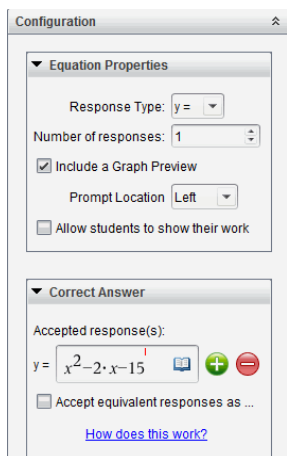 Configuration
Equation Properties
Response Type: y =
Number of responses: 1
Include a Graph Preview
Prompt Location Left
Allow students to show their work
Correct Answer
Accepted response(s):
y = x²−2·x−15
Accept equivalent responses as ...
How does this work?